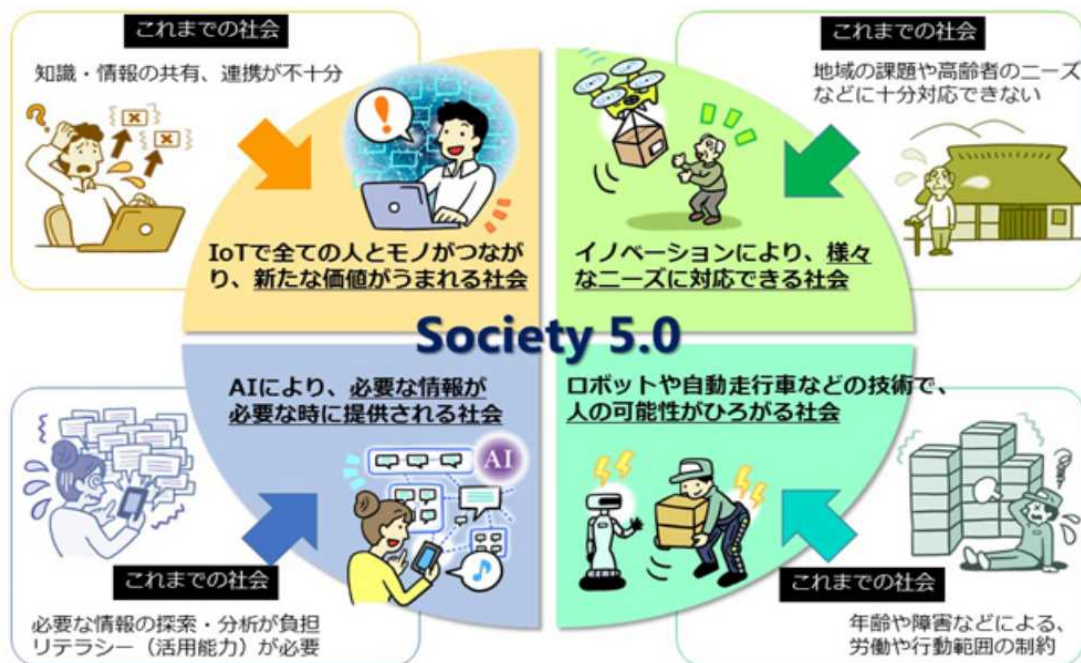 これまでの社会
知識・情報の共有、連携が不十分
IoTで全ての人とモノがつなが
り、新たな価値がうまれる社会
これまでの社会
地域の課題や高齢者のニーズ
などに十分対応できない
イノベーションにより、様々
なニーズに対応できる社会
Society 5.0
AIにより、必要な情報が
必要な時に提供される社会
AI
これまでの社会
必要な情報の探索・分析が負担
リテラシー（活用能力）が必要
ロボットや自動走行車などの技術で、
人の可能性がひろがる社会
これまでの社会
年齢や障害などによる、
労働や行動範囲の制約